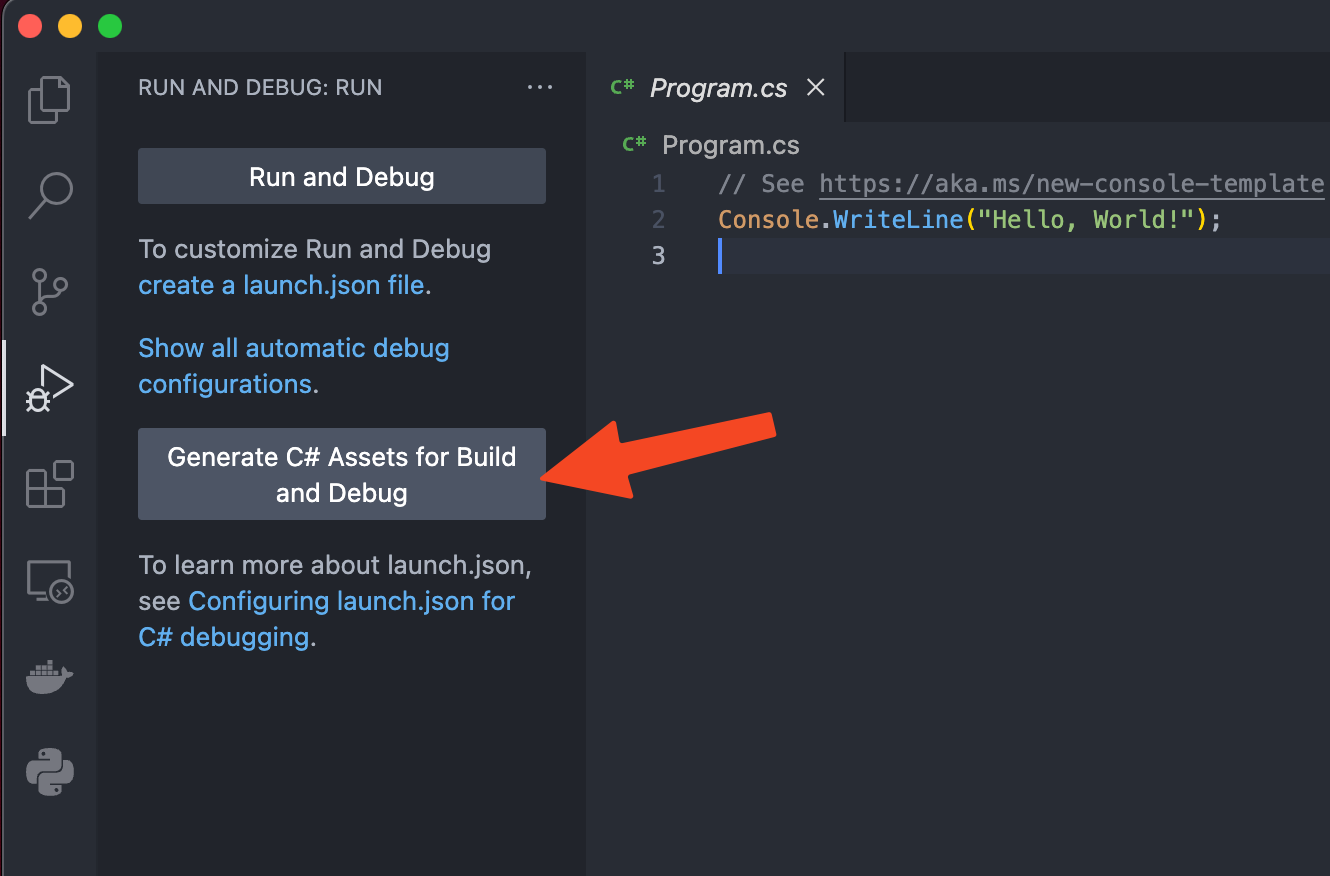 RUN AND DEBUG: RUN
Run and Debug
To customize Run and Debug
create a launch.json file.
Show all automatic debug
configurations.
Generate C# Assets for Build
and Debug
To learn more about launch.json,
see Configuring launch.json for
C# debugging.
C# Program.cs
C# Program.cs
1 // See https://aka.ms/new-console-template
2 Console.WriteLine("Hello, World!");
3